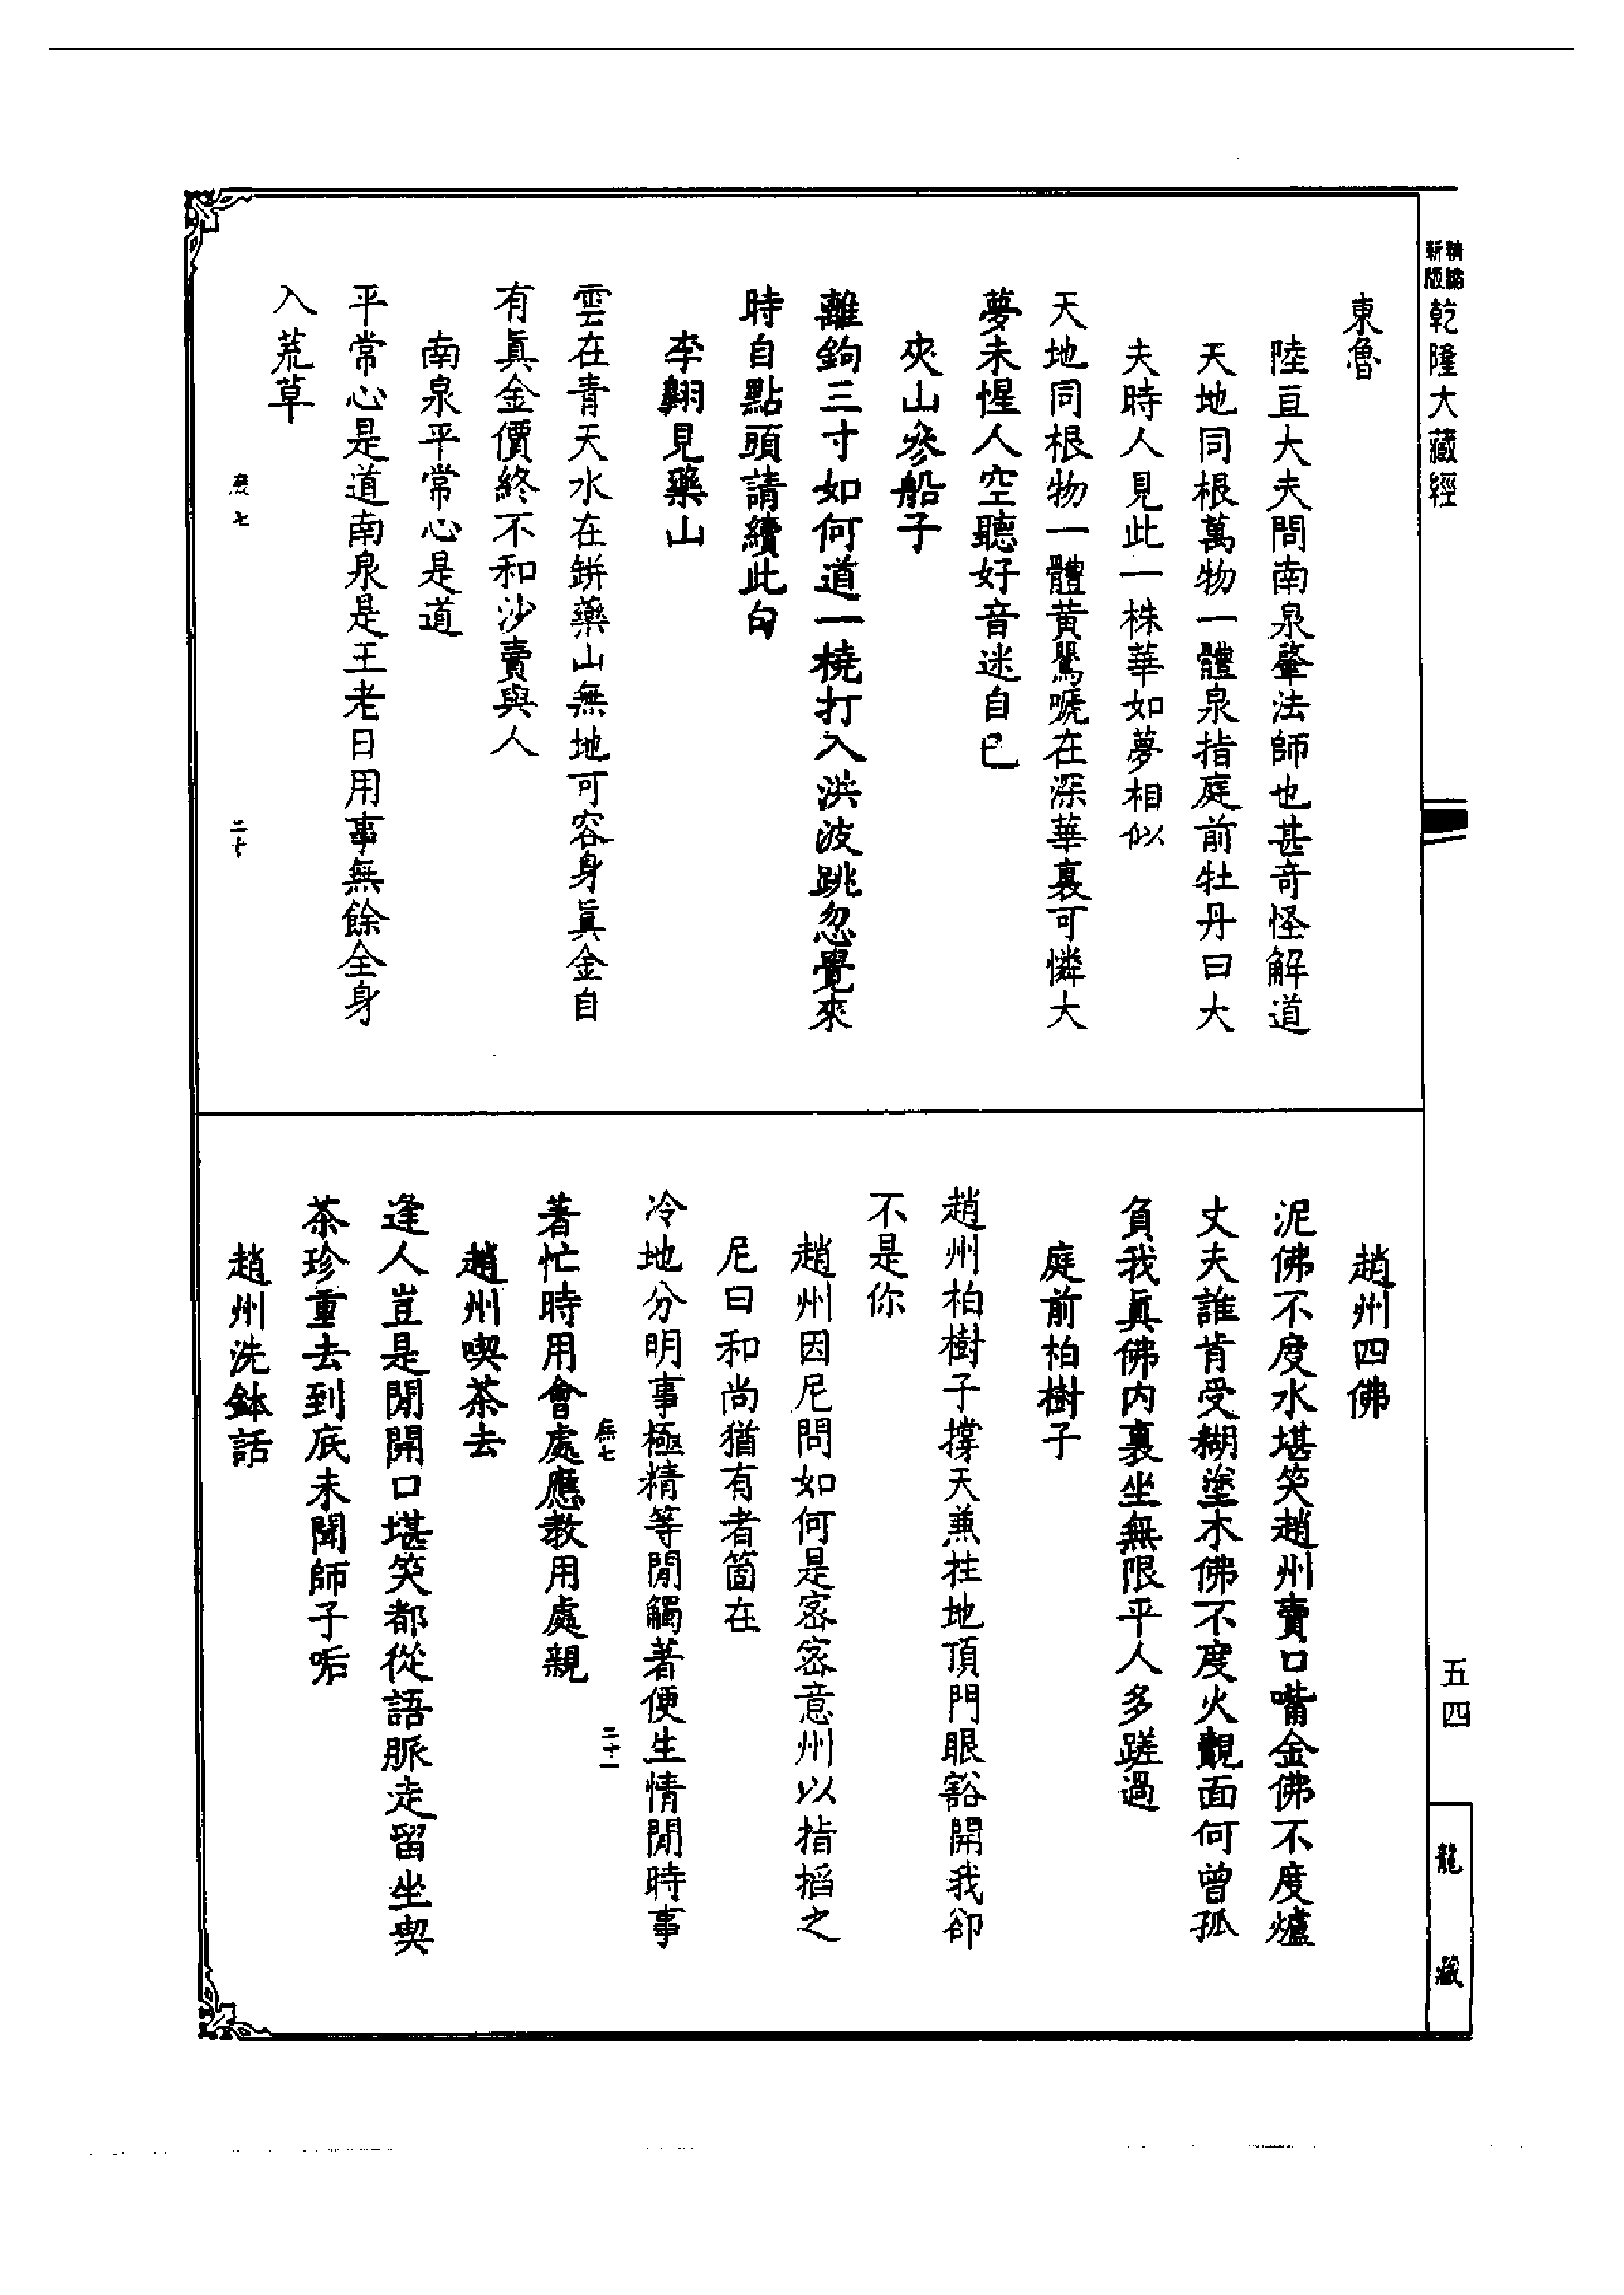 精縮
新版
乾隆大藏經
東魯
陸亘大夫問南泉肇法師也甚奇怪解道
天地同根萬物一體泉指庭前牡丹曰大
夫時人見此一株華如夢相似
天地同根物一體黃鸎嗁在深華裏可憐大
夢未惺人空聽好音迷自己
夾山叅船子
離鉤三寸如何道一橈打入洪波跳忽覺來
時自點頭請續此句
李翺見藥山
雲在青天水在缾藥山無地可容身眞金自
有眞金價終不和沙賣與人
南泉平常心是道
平常心是道南泉是王老日用事無餘全身
入荒草
二十
趙州四佛
泥佛不度水堪笑趙州賣口嘴金佛不度爐
丈夫誰肯受糊塗木佛不度火覿面何曾孤
負我眞佛內裏坐無限平人多蹉過
庭前柏樹子
趙州柏樹子撐天兼拄地頂門眼豁開我卻
不是你
趙州因尼問如何是密密意州以指掐之
尼曰和尚猶有者箇在
冷地分明事極精等閒觸著便生情閒時事
二十一
著忙時用會處應教用處親
趙州喫茶去
逢人豈是閒開口堪笑都從語脈走留坐喫
茶珍重去到底未聞師子吼
趙州洗鉢話
五四
龍藏